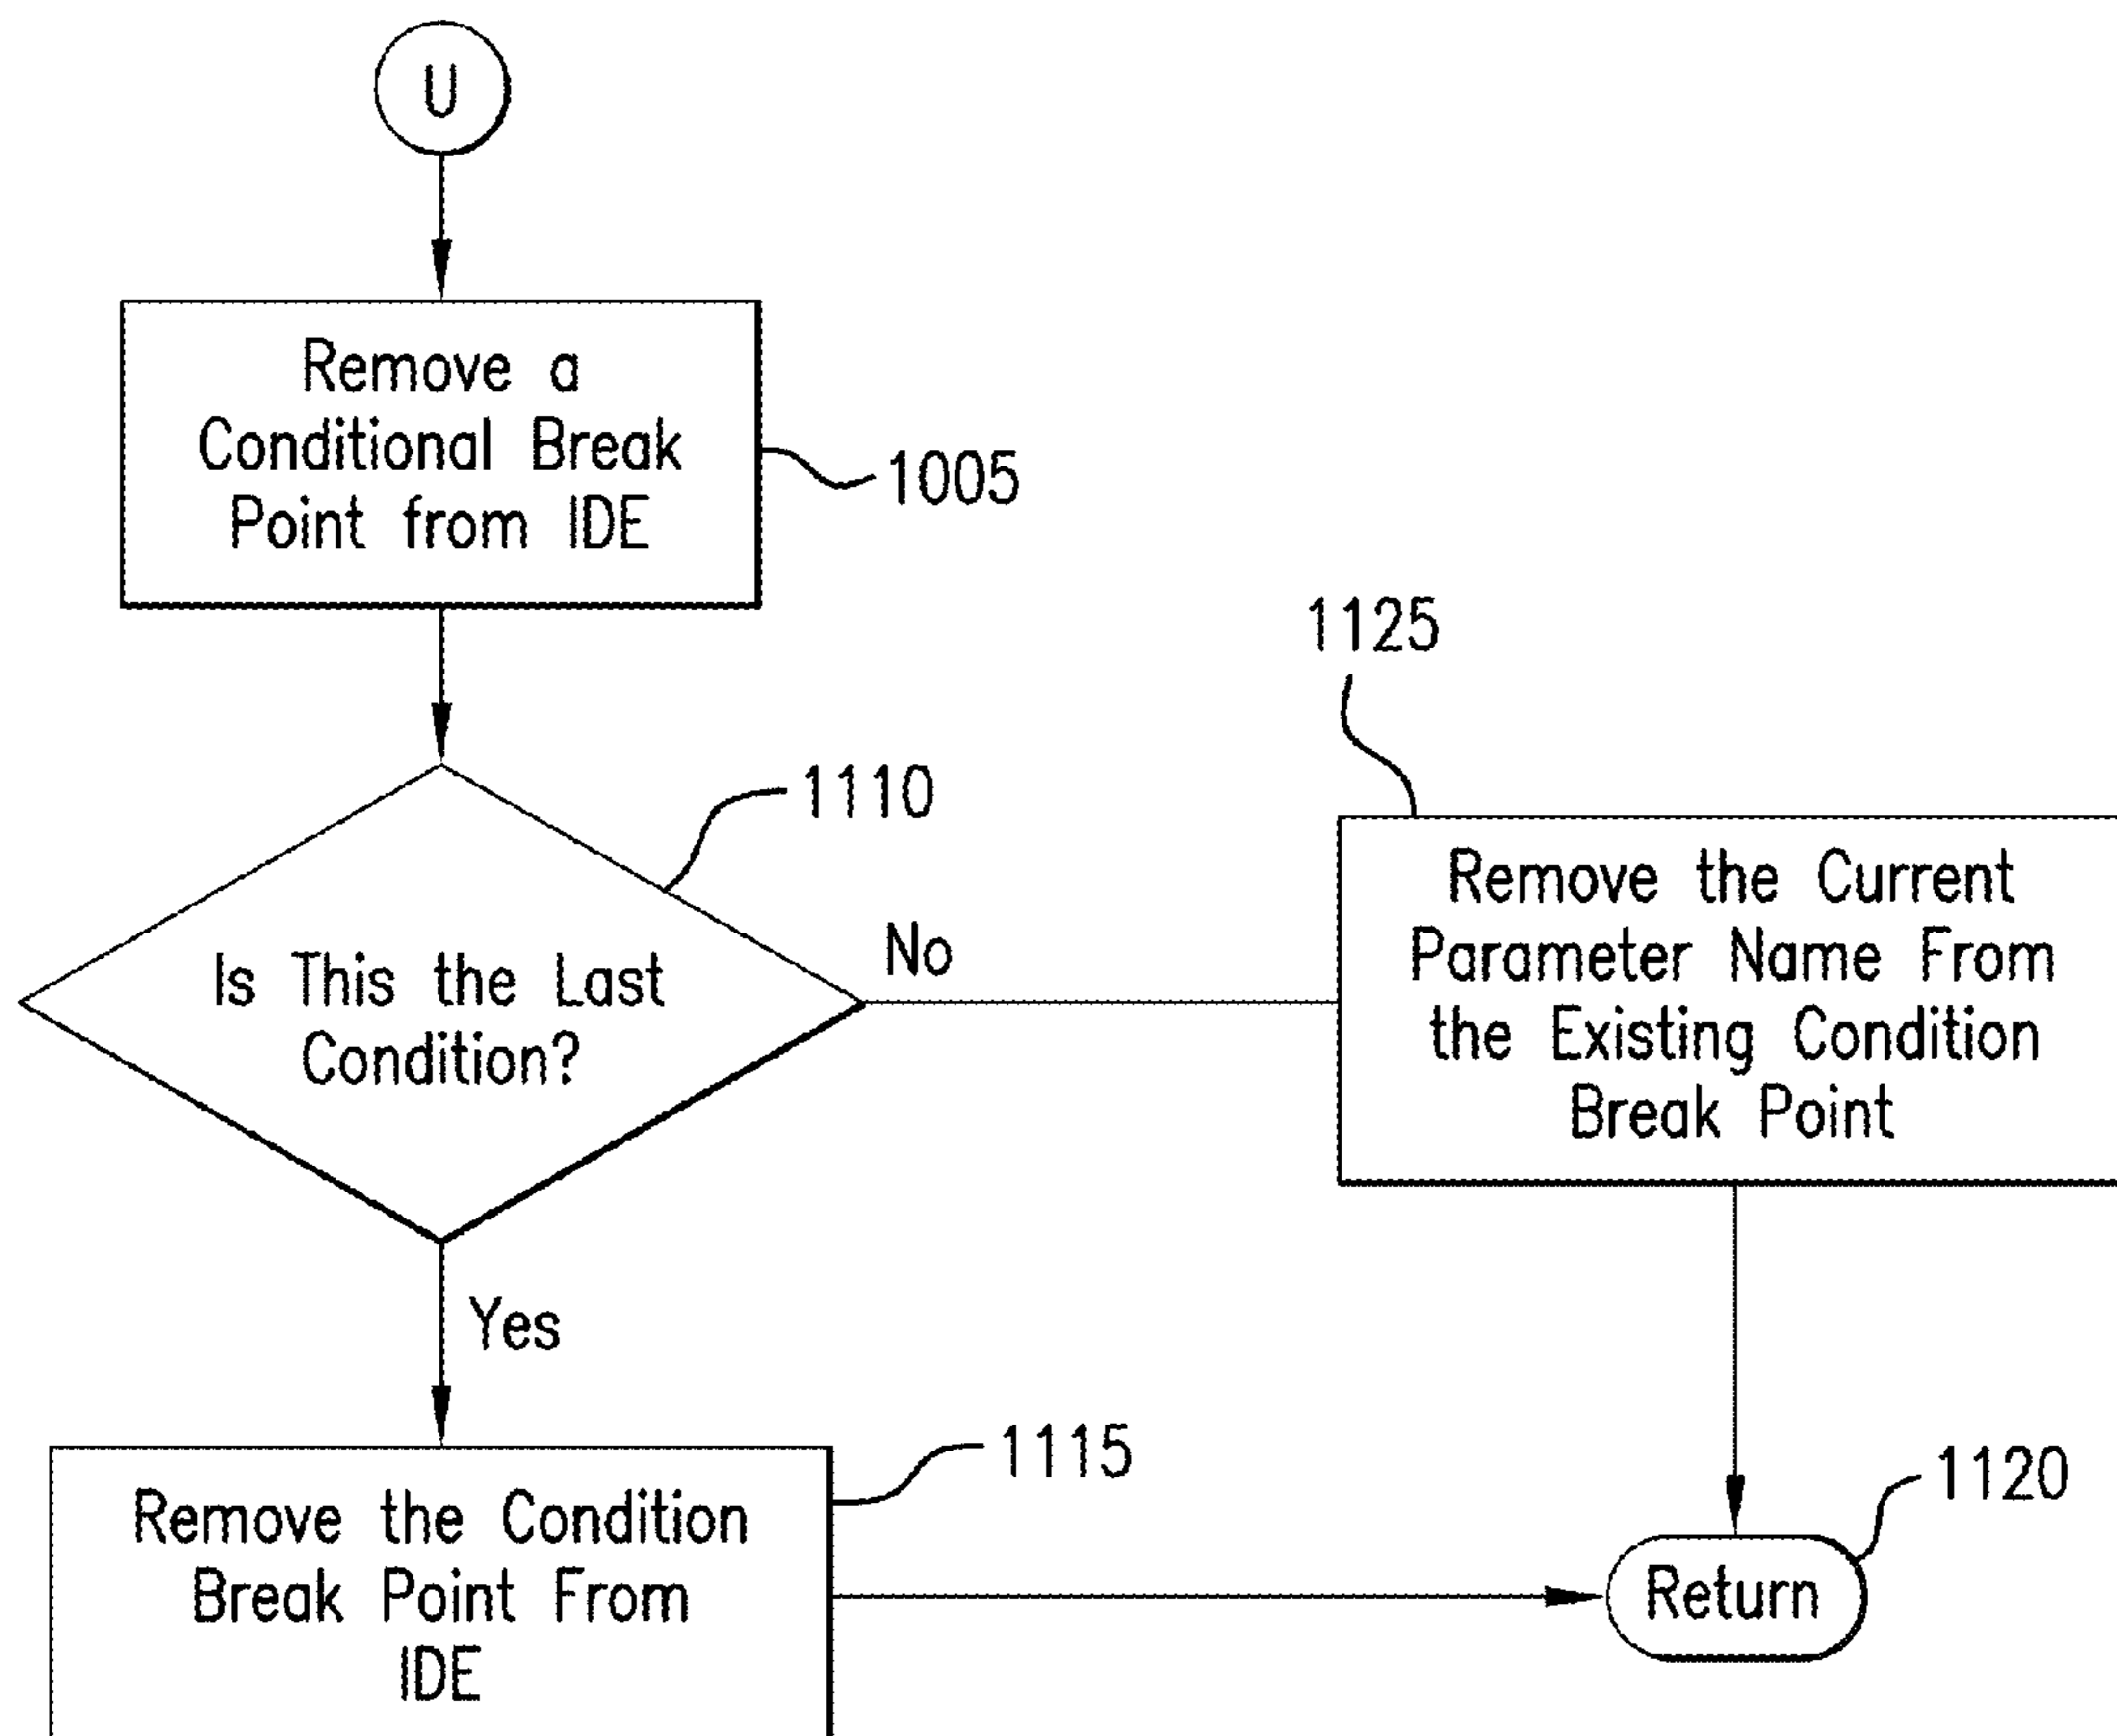 U
Remove a
Conditional Break
Point from IDE
1005
1125
1110
Is This the Last
Condition?
No
Remove the Current
Parameter Name From
the Existing Condition
Break Point
Yes
1115
Remove the Condition
Break Point From
IDE
1120
Return